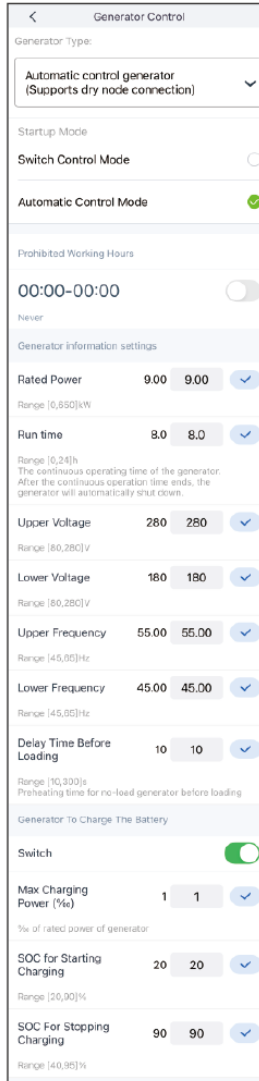 Generator Control
Generator Type:
Automatic control generator
(Supports dry node connection)
Startup Mode
Switch Control Mode
Automatic Control Mode
Prohibited Working Hours
00:00-00:00
Never
Generator information settings
Rated Power 9.00 9.00
Range [0,650]kW
Run time 8.0 8.0
Range [0,24]h
The continuous operating time of the generator.
After the continuous operation time ends, the
generator will automatically shut down.
Upper Voltage 280 280
Range [80,280]V
Lower Voltage 180 180
Range [80,280]V
Upper Frequency 55.00 55.00
Range [45,65]Hz
Lower Frequency 45.00 45.00
Range [45,65]Hz
Delay Time Before
Loading 10 10
Range [10,300]s
Preheating time for no-load generator before loading
Generator To Charge The Battery
Switch
Max Charging
Power (‰) 1 1
‰ of rated power of generator
SOC for Starting
Charging 20 20
Range [20,90]%
SOC For Stopping
Charging 90 90
Range [40,95]%